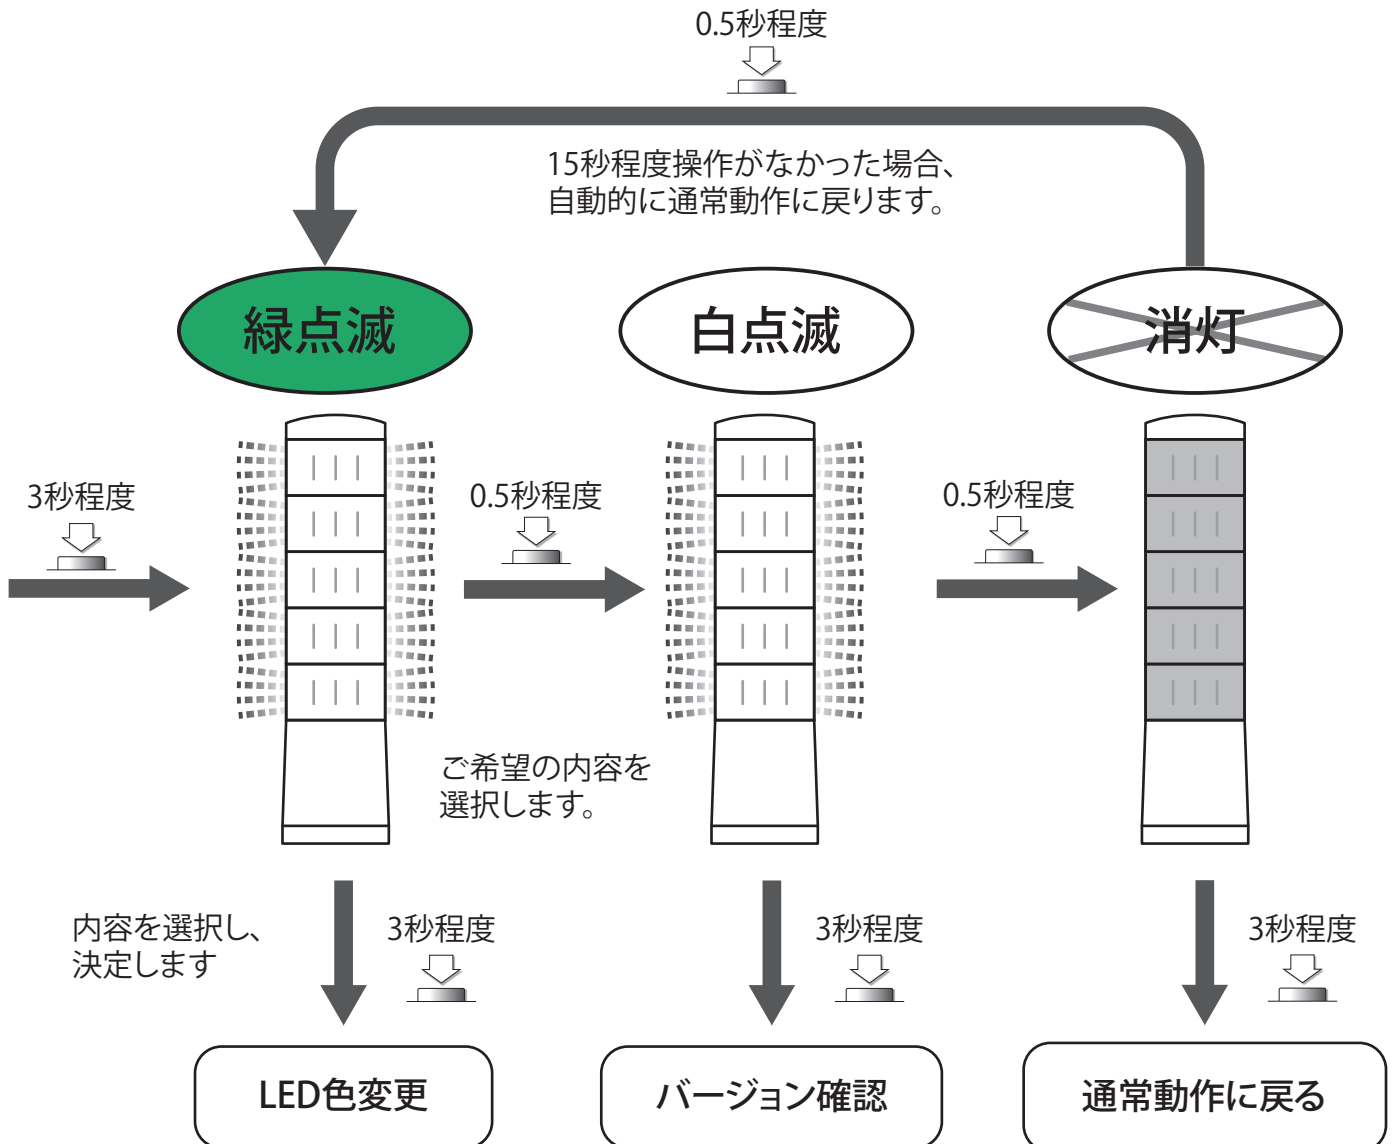 0.5秒程度
15秒程度操作がなかった場合、
自動的に通常動作に戻ります。
緑点滅
白点滅
消灯
3秒程度
0.5秒程度
0.5秒程度
ご希望の内容を
選択します。
内容を選択し、
決定します
3秒程度
3秒程度
3秒程度
LED色変更
バージョン確認
通常動作に戻る